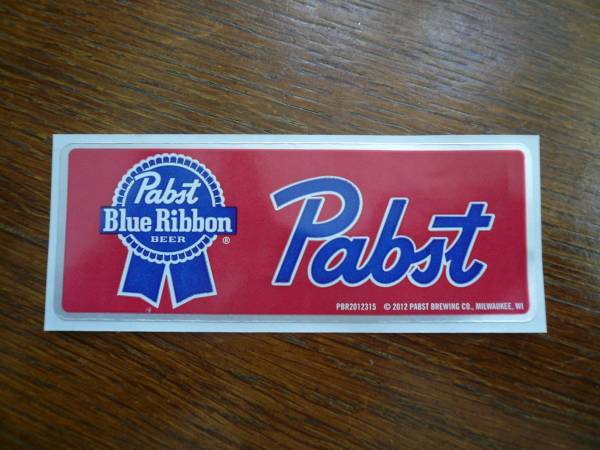 Pabst
Blue Ribbon
BEER
®
Pabst
PBR2012315 © 2012 PABST BREWING CO., MILWAUKEE, WI